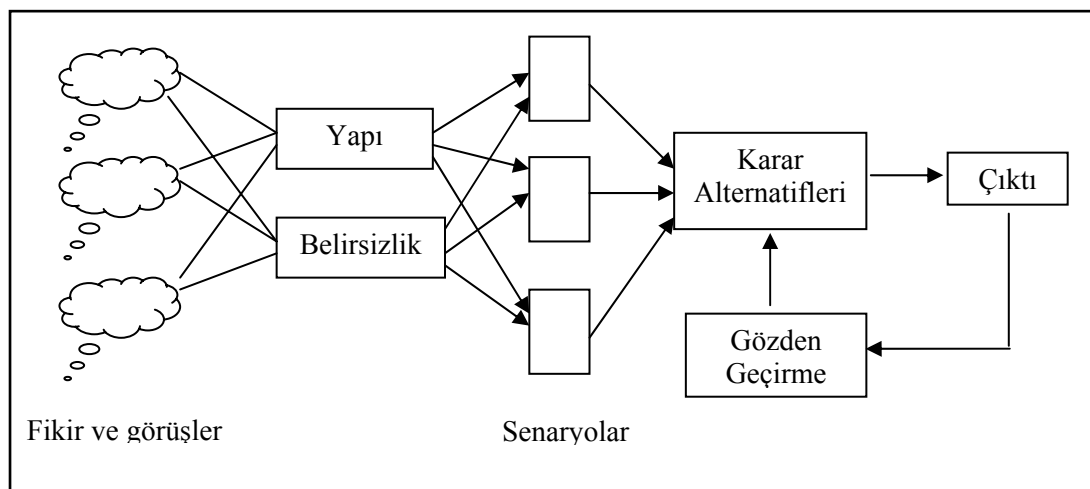 Yapı
Belirsizlik
Karar
Alternatifleri
Çıktı
Gözden
Geçirme
Fikir ve görüşler
Senaryolar